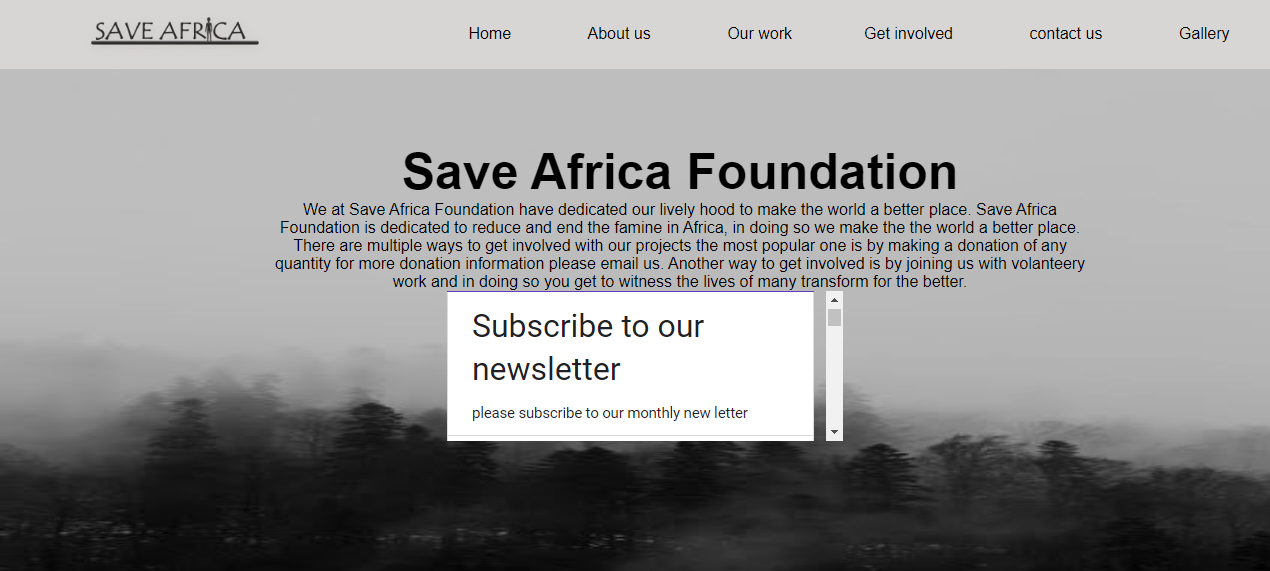 SAVE AFRICA
Home About us Our work Get involved contact us Gallery
Save Africa Foundation
We at Save Africa Foundation have dedicated our lively hood to make the world a better place. Save Africa
Foundation is dedicated to reduce and end the famine in Africa, in doing so we make the the world a better place.
There are multiple ways to get involved with our projects the most popular one is by making a donation of any
quantity for more donation information please email us. Another way to get involved is by joining us with volanteery
work and in doing so you get to witness the lives of many transform for the better.
Subscribe to our
newsletter
please subscribe to our monthly new letter